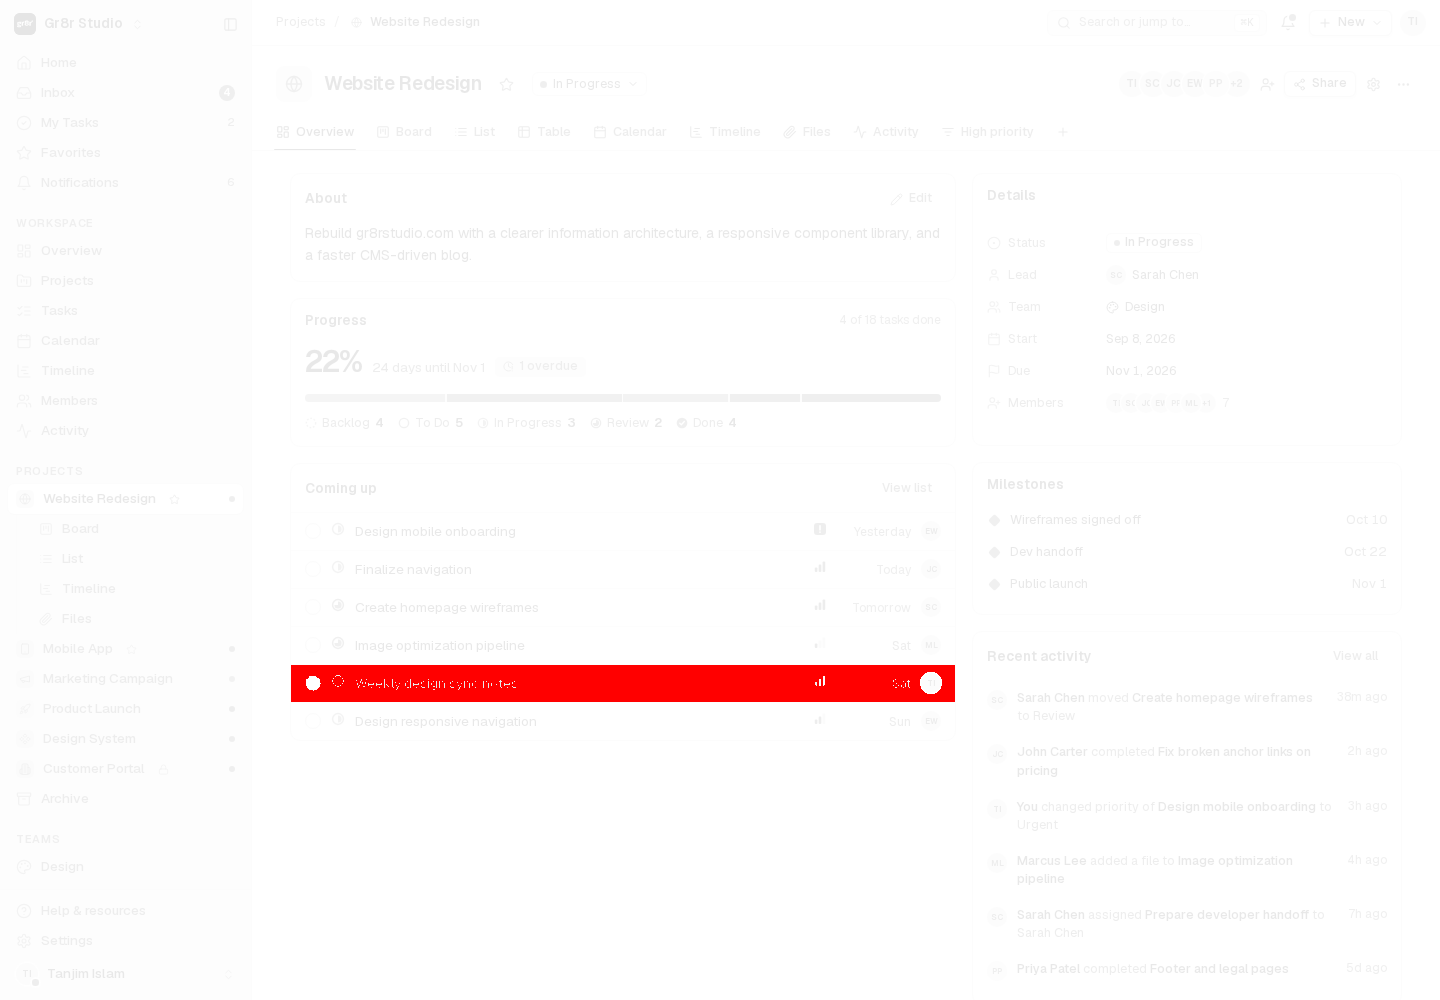 Gr8r Studio
Home
Inbox 4
My Tasks 2
Favorites
Notifications 6
WORKSPACE
Overview
Projects
Tasks
Calendar
Timeline
Members
Activity
PROJECTS
Website Redesign
Board
List
Timeline
Files
Mobile App
Marketing Campaign
Product Launch
Design System
Customer Portal
Archive
TEAMS
Design
Help & resources
Settings
TI Tanjim Islam
Projects / Website Redesign
Search or jump to... ⌘K
New
TI
Website Redesign
In Progress
TI SC JC EW PP +2
Share
Overview Board List Table Calendar Timeline Files Activity High priority +
About
Edit
Rebuild gr8rstudio.com with a clearer information architecture, a responsive component library, and
a faster CMS-driven blog.
Progress
4 of 18 tasks done
22% 24 days until Nov 1 1 overdue
Backlog 4 To Do 5 In Progress 3 Review 2 Done 4
Coming up
View list
Design mobile onboarding Yesterday EW
Finalize navigation Today JC
Create homepage wireframes Tomorrow SC
Image optimization pipeline Sat ML
Weekly design sync notes Sat
Design responsive navigation Sun EW
Details
Status In Progress
Lead SC Sarah Chen
Team Design
Start Sep 8, 2026
Due Nov 1, 2026
Members 7
Milestones
Wireframes signed off Oct 10
Dev handoff Oct 22
Public launch Nov 1
Recent activity
View all
SC Sarah Chen moved Create homepage wireframes 38m ago
to Review
JC John Carter completed Fix broken anchor links on 2h ago
pricing
TI You changed priority of Design mobile onboarding to 3h ago
Urgent
ML Marcus Lee added a file to Image optimization 4h ago
pipeline
SC Sarah Chen assigned Prepare developer handoff to 7h ago
Sarah Chen
PP Priya Patel completed Footer and legal pages 5d ago